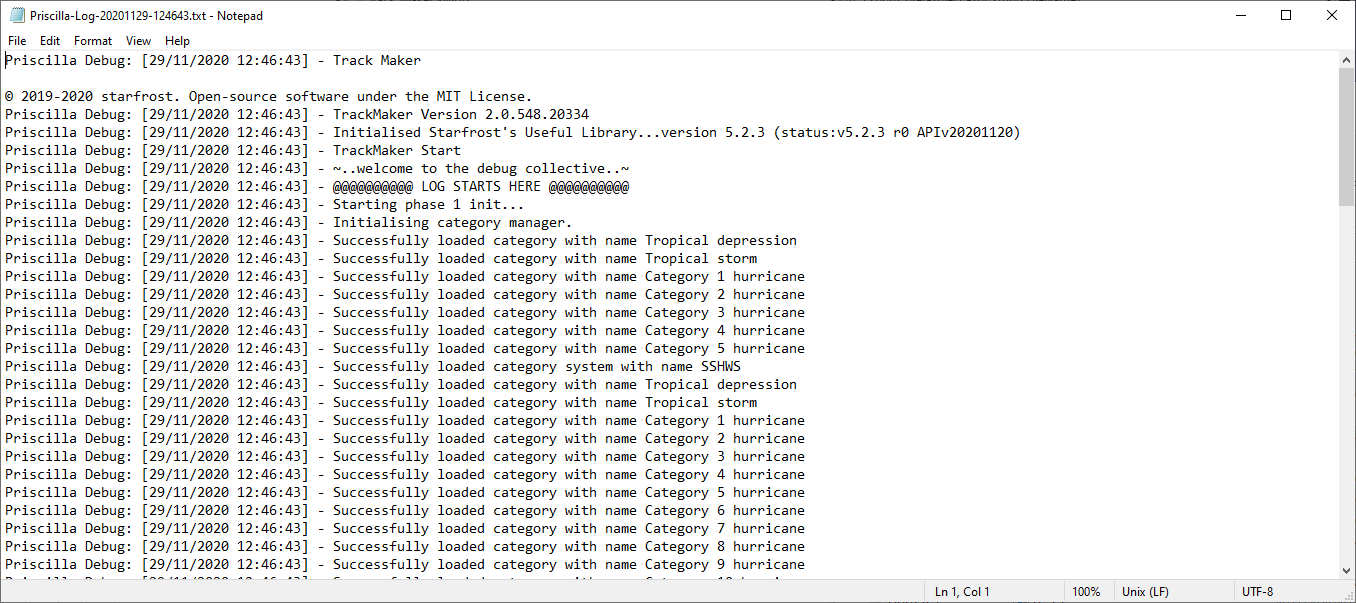 Priscilla-Log-20201129-124643.txt - Notepad
File Edit Format View Help
Priscilla Debug: [29/11/2020 12:46:43] - Track Maker
© 2019-2020 starfrost. Open-source software under the MIT License.
Priscilla Debug: [29/11/2020 12:46:43] - TrackMaker Version 2.0.548.20334
Priscilla Debug: [29/11/2020 12:46:43] - Initialised Starfrost's Useful Library...version 5.2.3 (status:v5.2.3 r0 APIv20201120)
Priscilla Debug: [29/11/2020 12:46:43] - TrackMaker Start
Priscilla Debug: [29/11/2020 12:46:43] - ~..welcome to the debug collective..~
Priscilla Debug: [29/11/2020 12:46:43] - @@@@@@@@@@ LOG STARTS HERE @@@@@@@@@@
Priscilla Debug: [29/11/2020 12:46:43] - Starting phase 1 init...
Priscilla Debug: [29/11/2020 12:46:43] - Initialising category manager.
Priscilla Debug: [29/11/2020 12:46:43] - Successfully loaded category with name Tropical depression
Priscilla Debug: [29/11/2020 12:46:43] - Successfully loaded category with name Tropical storm
Priscilla Debug: [29/11/2020 12:46:43] - Successfully loaded category with name Category 1 hurricane
Priscilla Debug: [29/11/2020 12:46:43] - Successfully loaded category with name Category 2 hurricane
Priscilla Debug: [29/11/2020 12:46:43] - Successfully loaded category with name Category 3 hurricane
Priscilla Debug: [29/11/2020 12:46:43] - Successfully loaded category with name Category 4 hurricane
Priscilla Debug: [29/11/2020 12:46:43] - Successfully loaded category with name Category 5 hurricane
Priscilla Debug: [29/11/2020 12:46:43] - Successfully loaded category system with name SSHWS
Priscilla Debug: [29/11/2020 12:46:43] - Successfully loaded category with name Tropical depression
Priscilla Debug: [29/11/2020 12:46:43] - Successfully loaded category with name Tropical storm
Priscilla Debug: [29/11/2020 12:46:43] - Successfully loaded category with name Category 1 hurricane
Priscilla Debug: [29/11/2020 12:46:43] - Successfully loaded category with name Category 2 hurricane
Priscilla Debug: [29/11/2020 12:46:43] - Successfully loaded category with name Category 3 hurricane
Priscilla Debug: [29/11/2020 12:46:43] - Successfully loaded category with name Category 4 hurricane
Priscilla Debug: [29/11/2020 12:46:43] - Successfully loaded category with name Category 5 hurricane
Priscilla Debug: [29/11/2020 12:46:43] - Successfully loaded category with name Category 6 hurricane
Priscilla Debug: [29/11/2020 12:46:43] - Successfully loaded category with name Category 7 hurricane
Priscilla Debug: [29/11/2020 12:46:43] - Successfully loaded category with name Category 8 hurricane
Priscilla Debug: [29/11/2020 12:46:43] - Successfully loaded category with name Category 9 hurricane
Ln 1, Col 1 100% Unix (LF) UTF-8